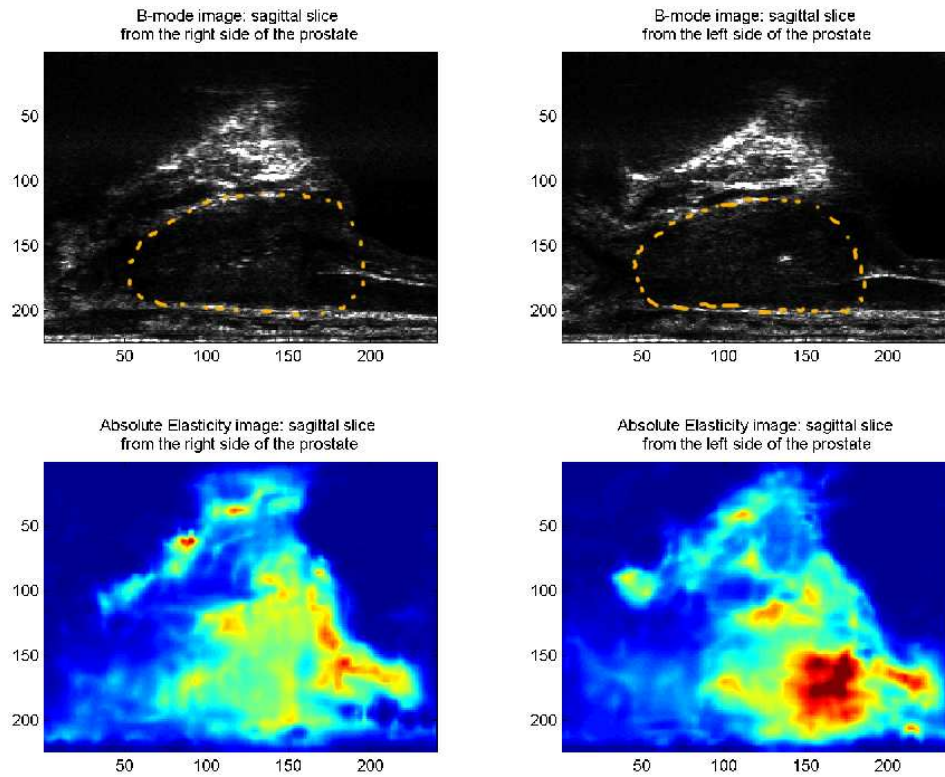 B-mode image: sagittal slice
from the right side of the prostate
B-mode image: sagittal slice
from the left side of the prostate
50
100
150
200
50 100 150 200
50
100
150
200
50 100 150 200
Absolute Elasticity image: sagittal slice
from the right side of the prostate
Absolute Elasticity image: sagittal slice
from the left side of the prostate
50
100
150
200
50 100 150 200
50
100
150
200
50 100 150 200